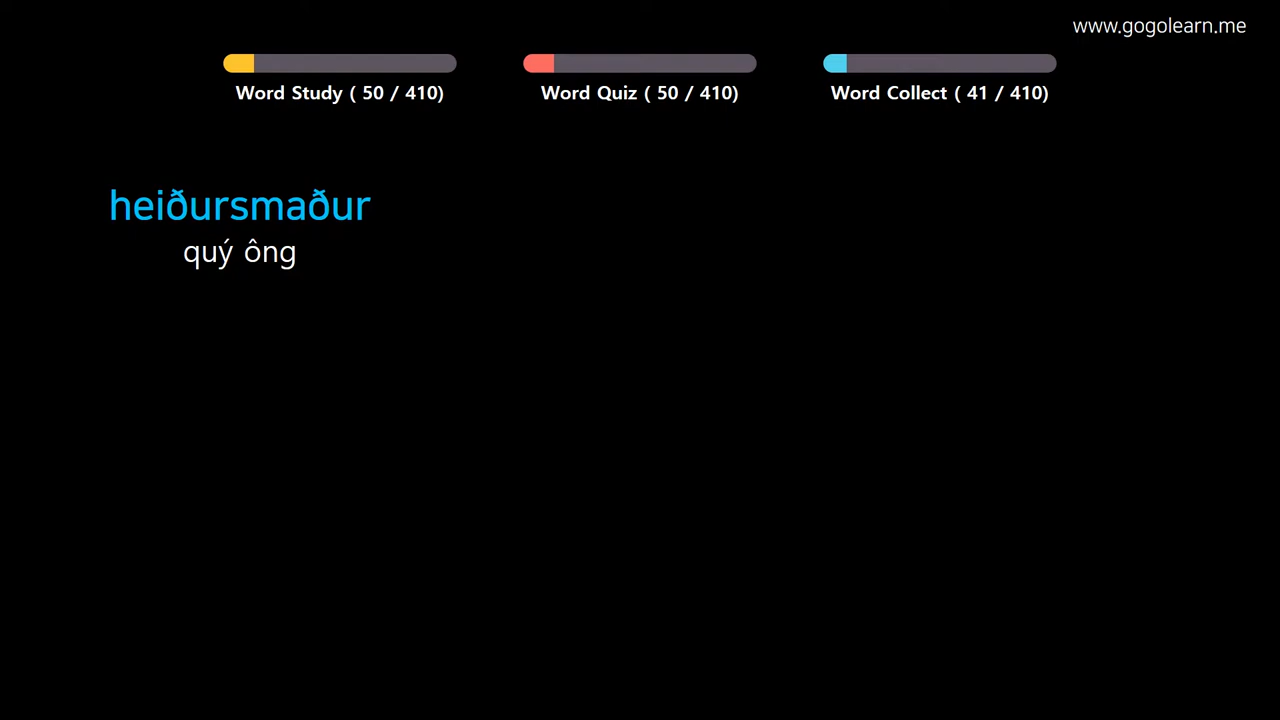 www.gogolearn.me
Word Study ( 50 / 410)
Word Quiz ( 50 / 410)
Word Collect ( 41 / 410)
heiðursmaður
quý ông